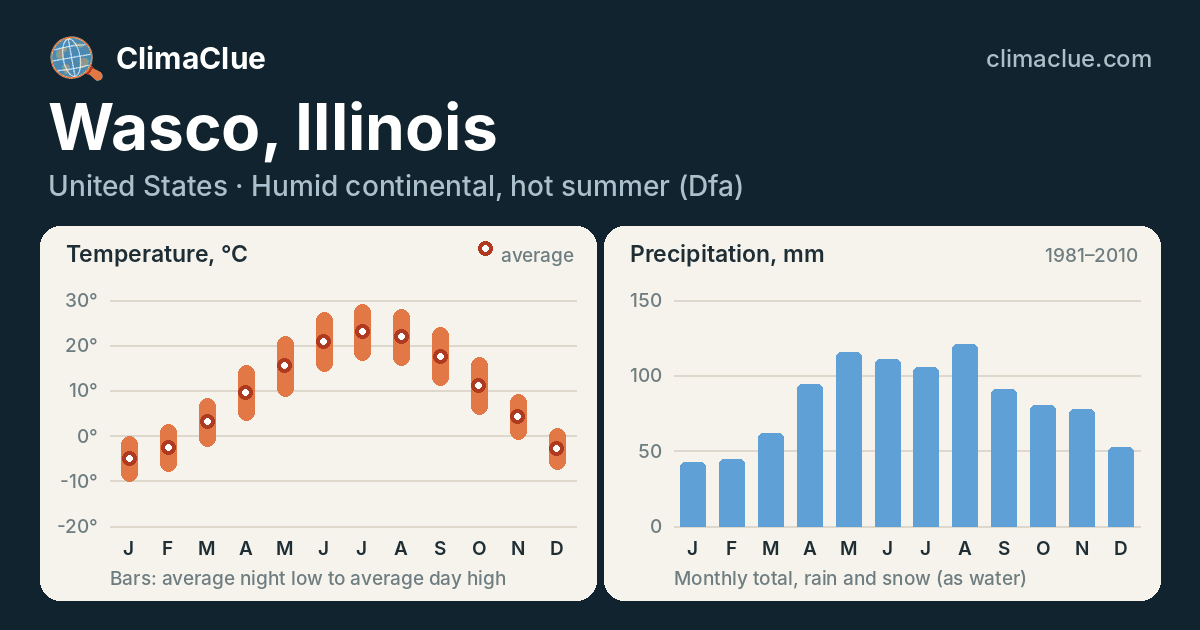 ClimaClue
climaclue.com
Wasco, Illinois
United States · Humid continental, hot summer (Dfa)
Temperature, °C
average
30°
20°
10°
0°
-10°
-20°
J F M A M J J A S O N D
Bars: average night low to average day high
Precipitation, mm
1981–2010
150
100
50
0
J F M A M J J A S O N D
Monthly total, rain and snow (as water)